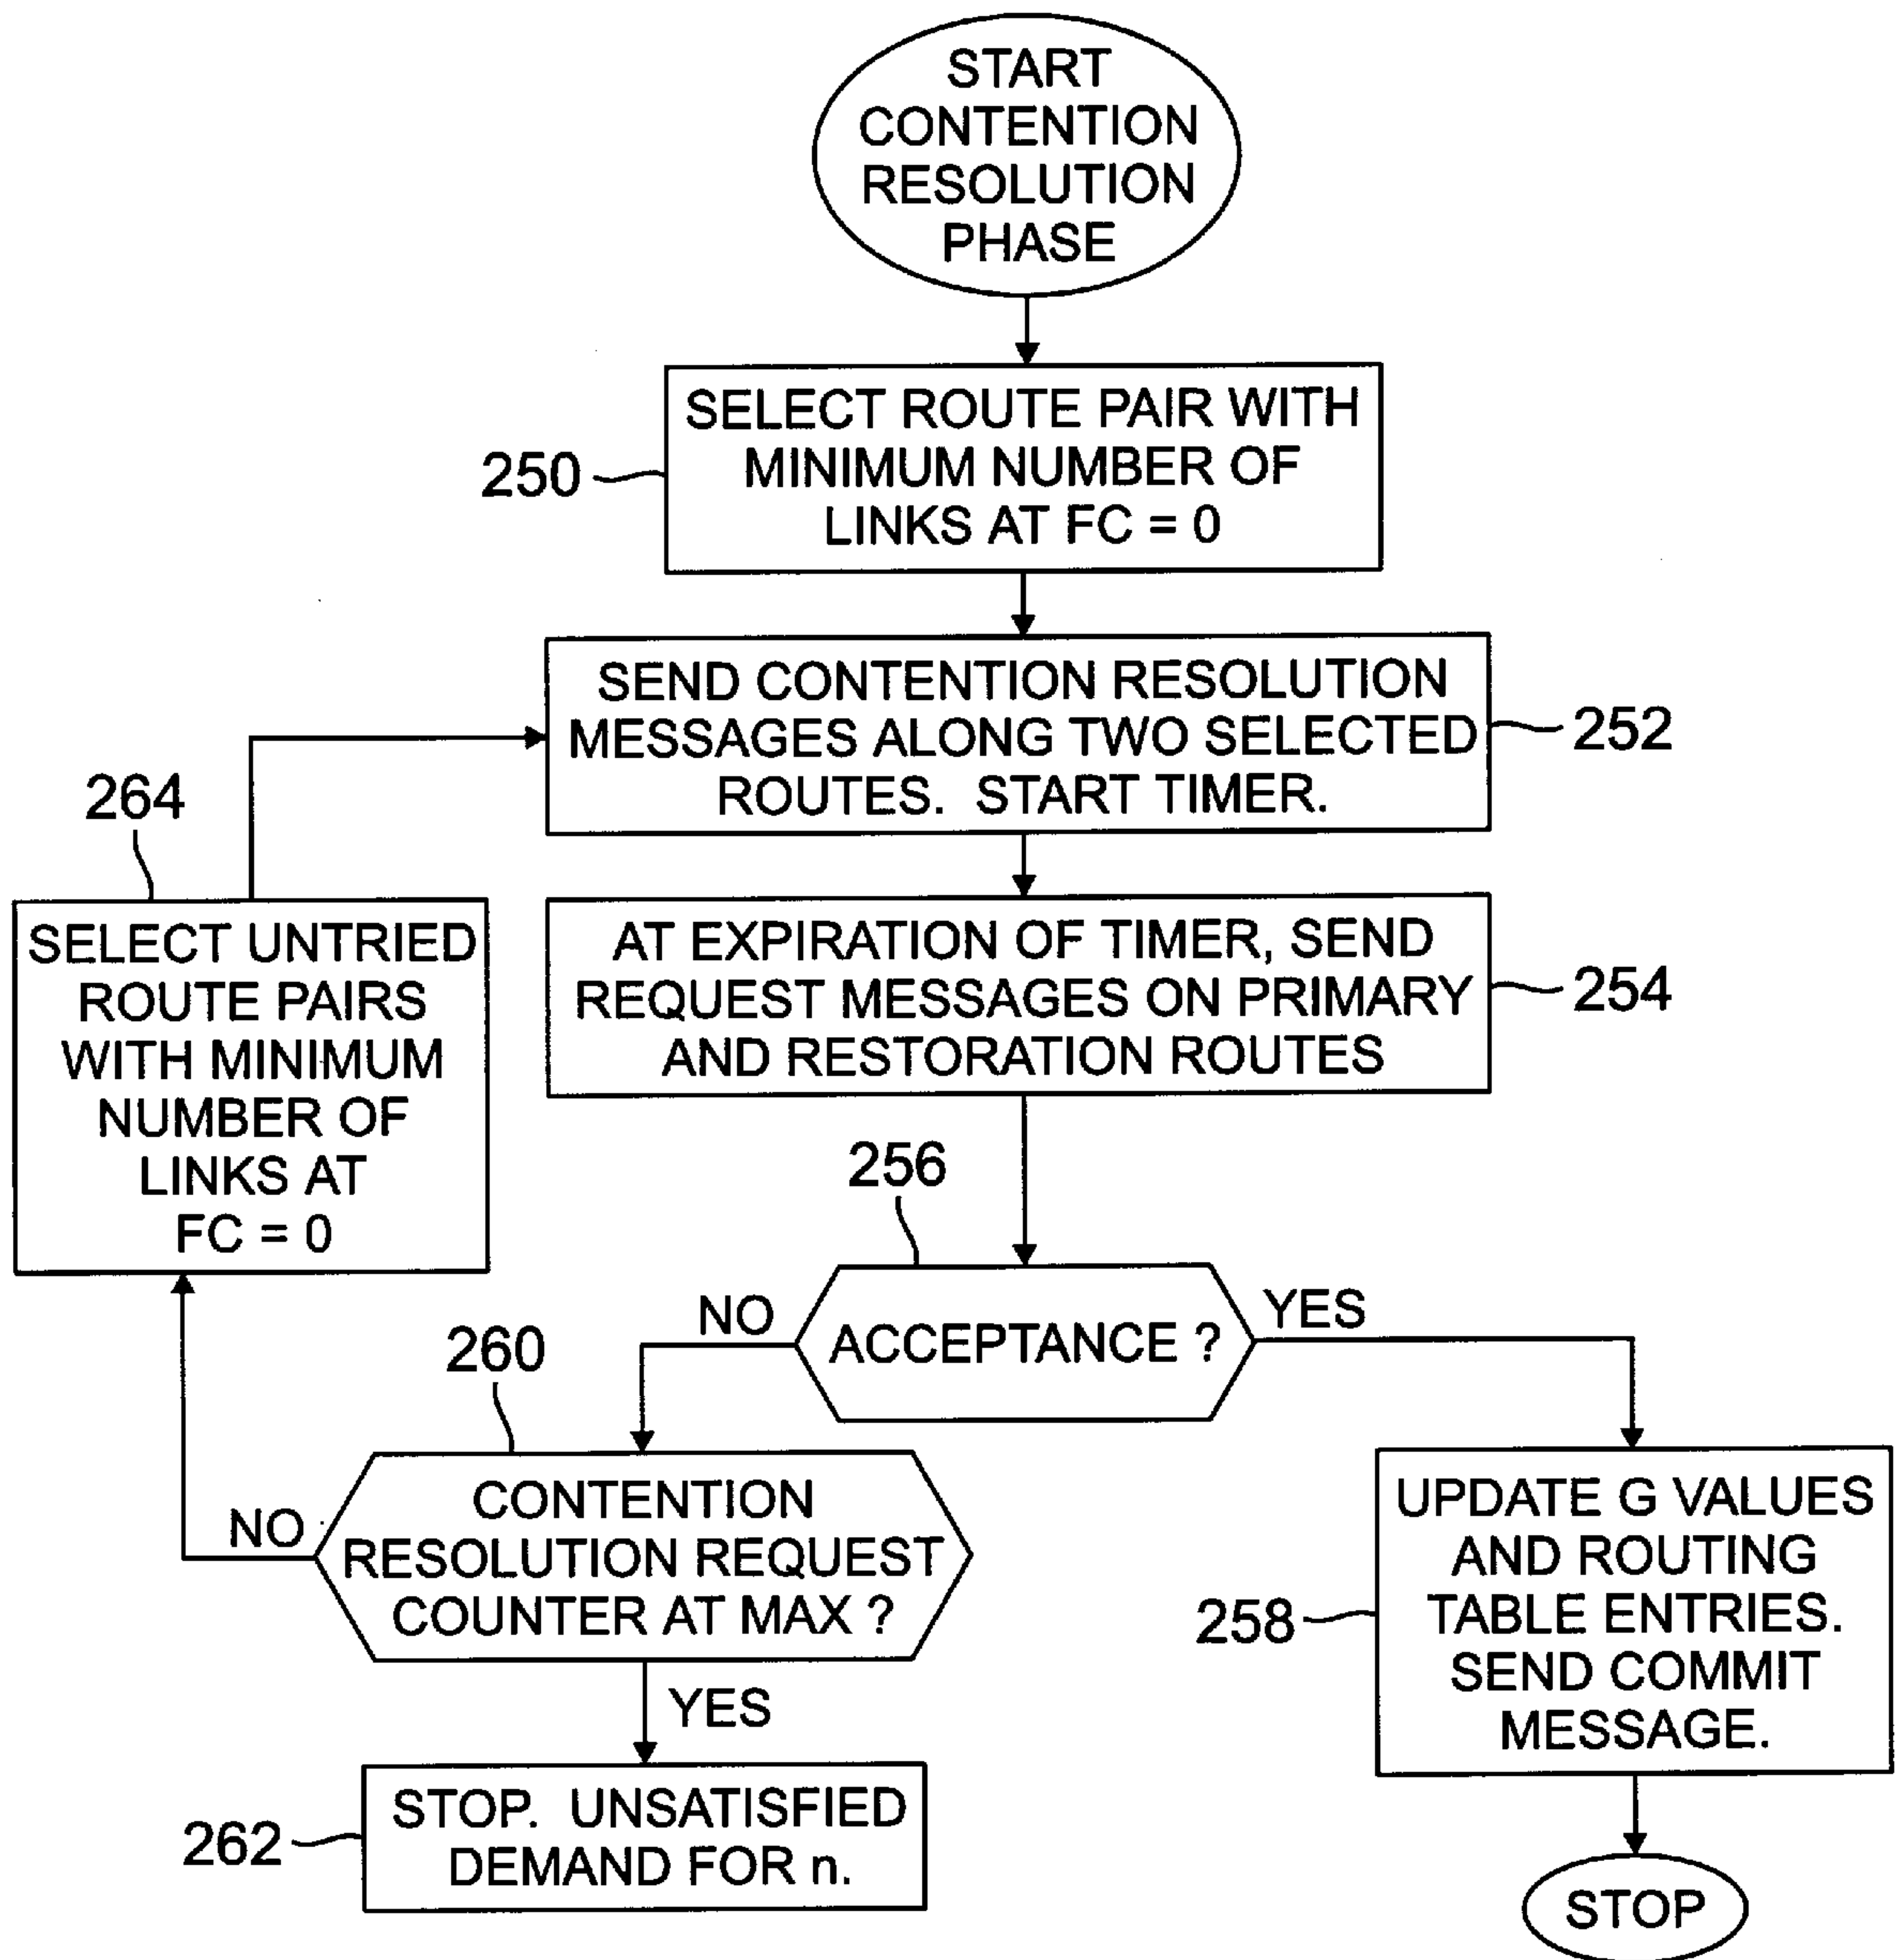 START
CONTENTION
RESOLUTION
PHASE
250
SELECT ROUTE PAIR WITH
MINIMUM NUMBER OF
LINKS AT FC = 0
SEND CONTENTION RESOLUTION
MESSAGES ALONG TWO SELECTED
ROUTES. START TIMER.
252
264
SELECT UNTRIED
ROUTE PAIRS
WITH MINIMUM
NUMBER OF
LINKS AT
FC = 0
AT EXPIRATION OF TIMER, SEND
REQUEST MESSAGES ON PRIMARY
AND RESTORATION ROUTES
254
256
NO
ACCEPTANCE ?
YES
260
NO
CONTENTION
RESOLUTION REQUEST
COUNTER AT MAX ?
YES
262
STOP. UNSATISFIED
DEMAND FOR n.
258
UPDATE G VALUES
AND ROUTING
TABLE ENTRIES.
SEND COMMIT
MESSAGE.
STOP